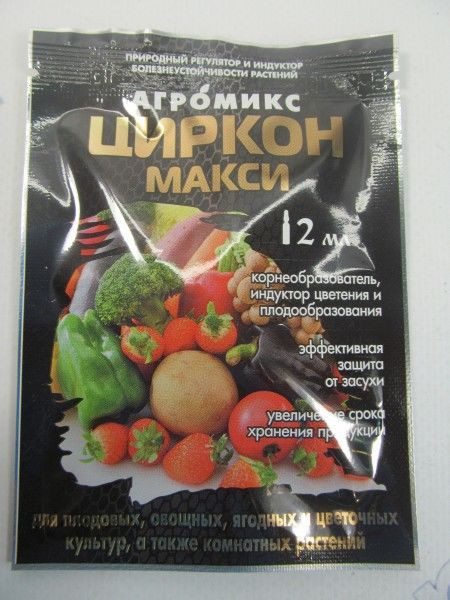 ПРИРОДНЫЙ РЕГУЛЯТОР И ИНДУКТОР
БОЛЕЗНЕУСТОЙЧИВОСТИ РАСТЕНИЙ
АГРОМИКС
ЦИРКОН
МАКСИ
2 мл
корнеобразователь,
индуктор цветения и
плодообразования
эффективная
защита
от засухи
увеличение срока
хранения продукции
для плодовых, овощных, ягодных и цветочных
культур, а также комнатных растений